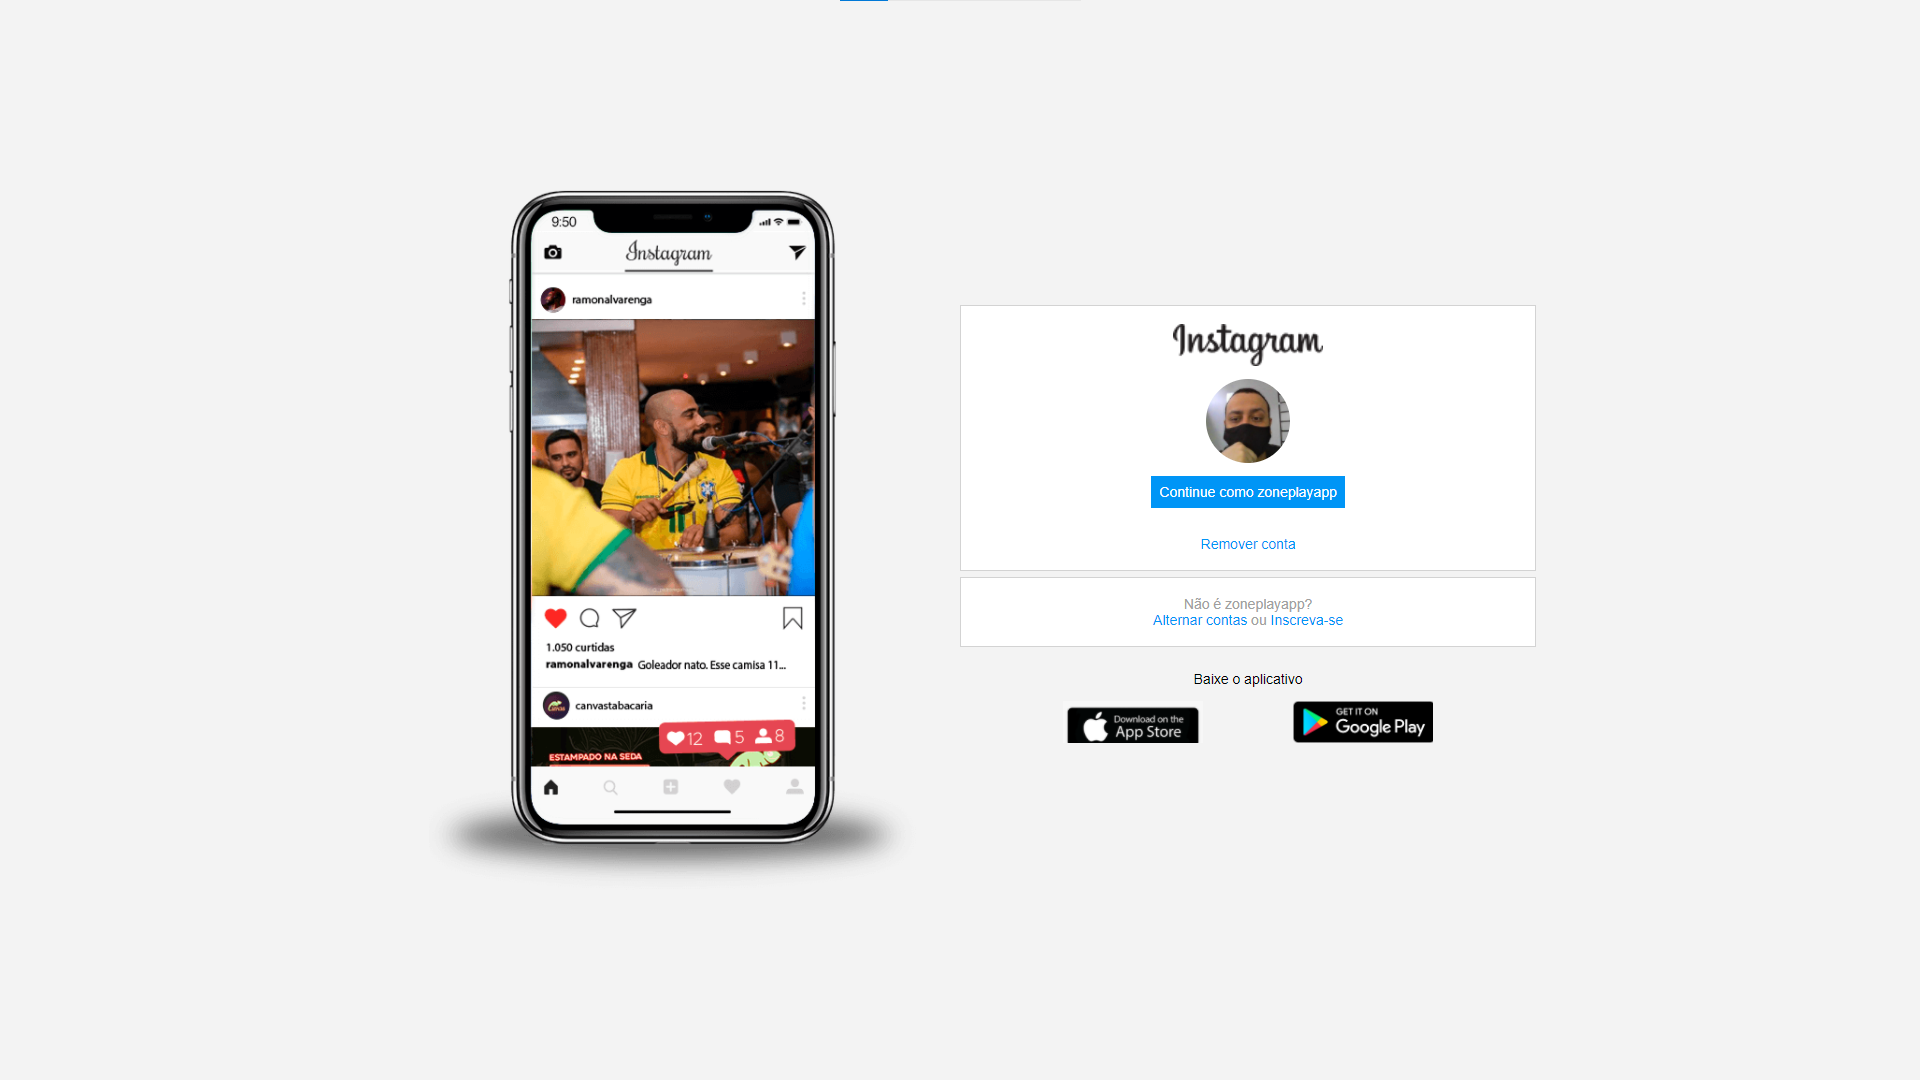 9:50
Instagram
ramonalvarenga
1.050 curtidas
ramonalvarenga Goleador nato. Esse camisa 11...
canvastabacaria
12 5 8
ESTAMPADO NA SEDA
Instagram
Continue como zoneplayapp
Remover conta
Não é zoneplayapp?
Alternar contas ou Inscreva-se
Baixe o aplicativo
Download on the
App Store
GET IT ON
Google Play